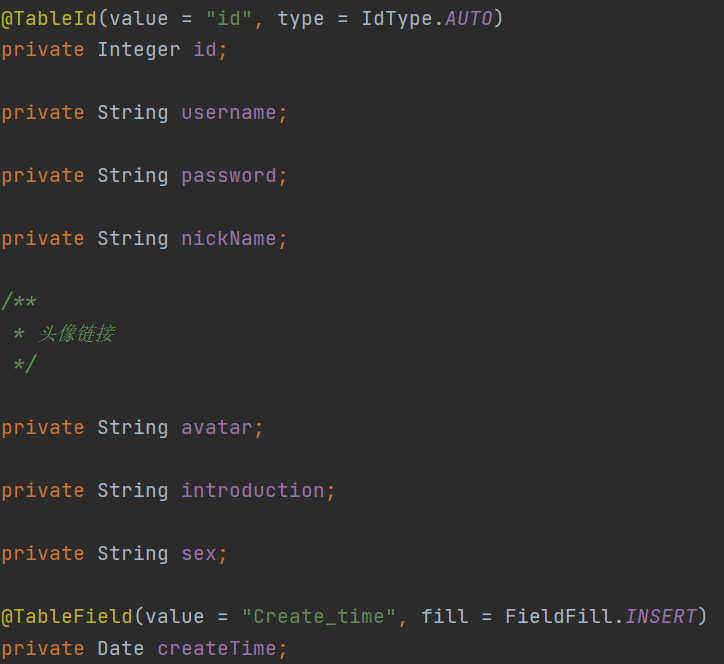 @TableId(value = "id", type = IdType.AUTO)
private Integer id;
private String username;
private String password;
private String nickName;
/**
* 头像链接
*/
private String avatar;
private String introduction;
private String sex;
@TableField(value = "Create_time", fill = FieldFill.INSERT)
private Date createTime;